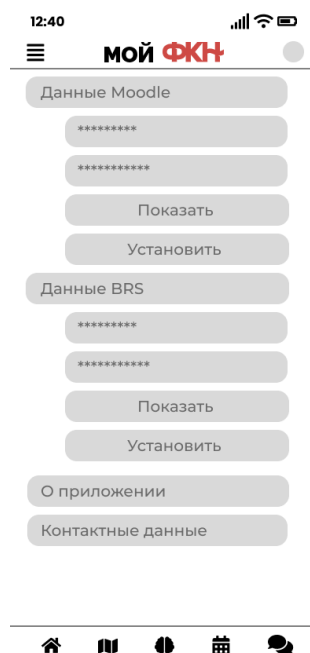 12:40
МОЙ ФКН
Данные Moodle
*********
***********
Показать
Установить
Данные BRS
*********
***********
Показать
Установить
О приложении
Контактные данные